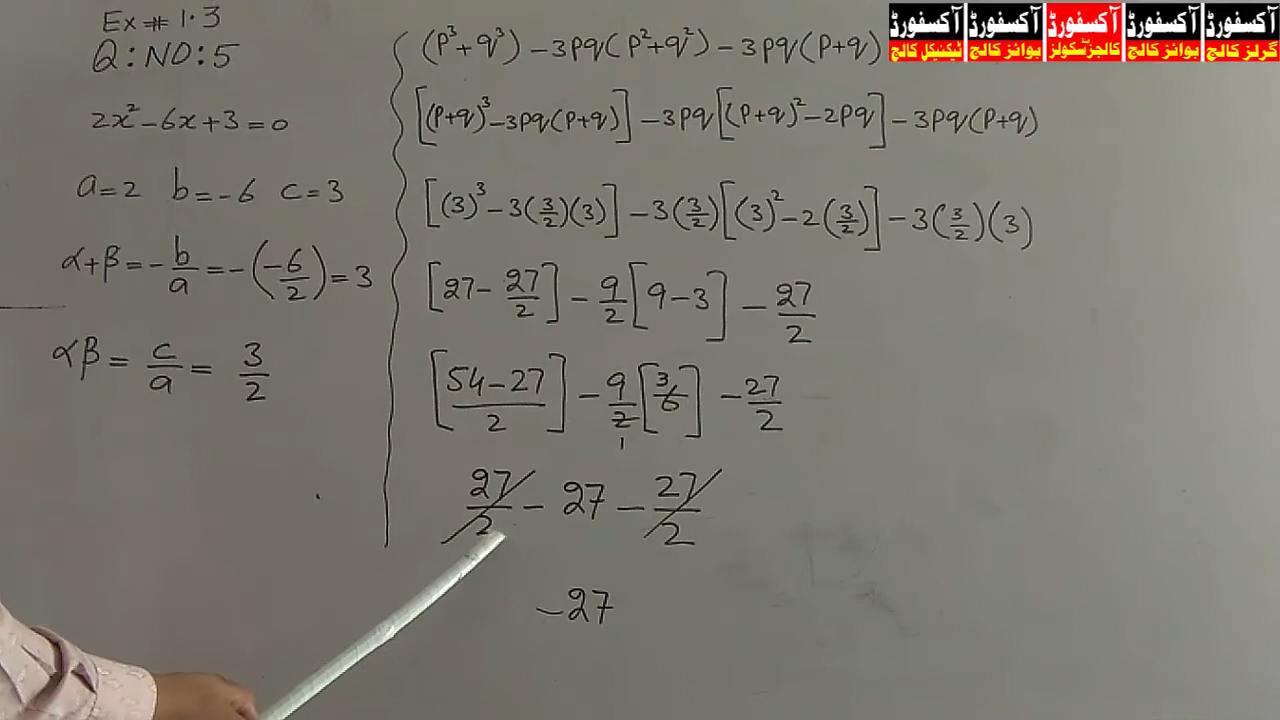 Ex # 1.3
Q : NO : 5
2x² - 6x + 3 = 0
a = 2 b = -6 c = 3
α+β = -b/a = -(-6/2) = 3
αβ = c/a = 3/2
(p³+q³) - 3pq(p²+q²) - 3pq(p+q)
[(p+q)³ - 3pq(p+q)] - 3pq[(p+q)² - 2pq] - 3pq(p+q)
[(3)³ - 3(3/2)(3)] - 3(3/2)[(3)² - 2(3/2)] - 3(3/2)(3)
[27 - 27/2] - 9/2[9 - 3] - 27/2
[54 - 27/2] - 9/2 1[3 6] - 27/2
27/2 - 27 - 27/2
-27
آکسفورڈ آکسفورڈ آکسفورڈ آکسفورڈ آکسفورڈ
ٹیکنیکل کالج بوائز کالج کالجز سکولز بوائز کالج گرلز کالج